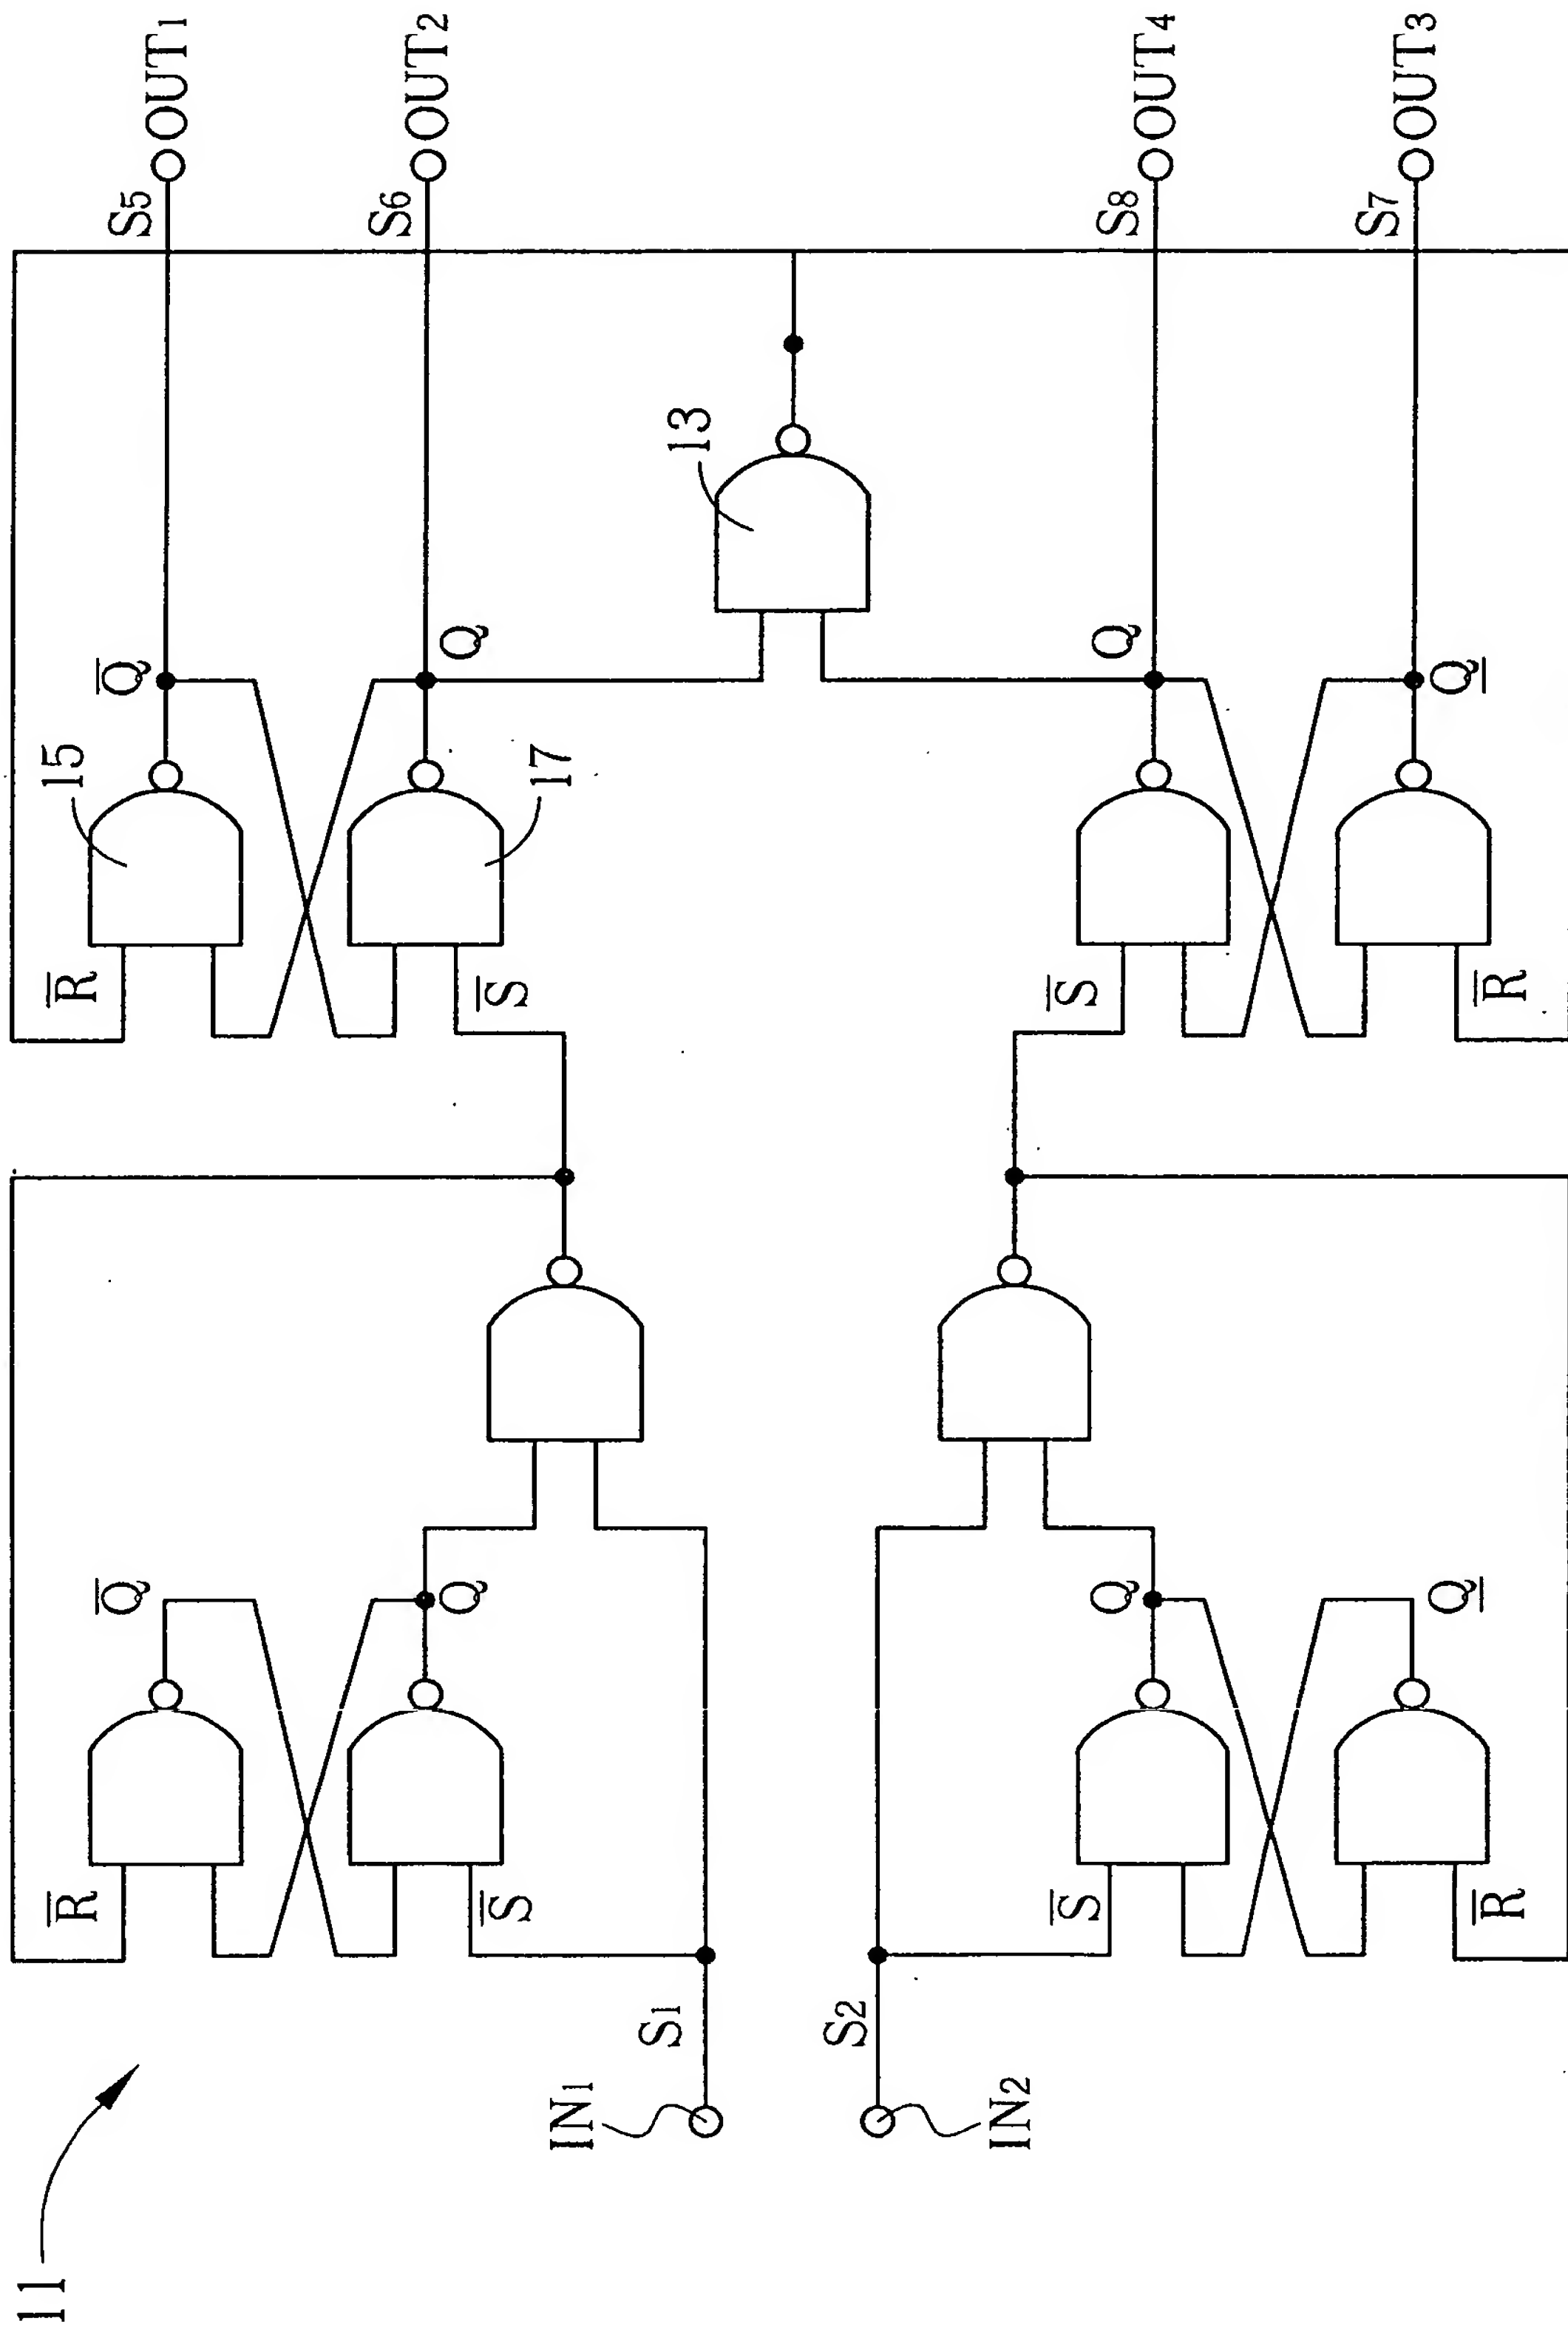 11
IN1
S1
S2
IN2
R̅
S̅
S̅
R̅
Q̅
Q
Q
Q̅
R̅
S̅
S̅
R̅
15
17
Q̅
Q
Q
Q̅
13
S5
S6
S8
S7
OUT1
OUT2
OUT4
OUT3